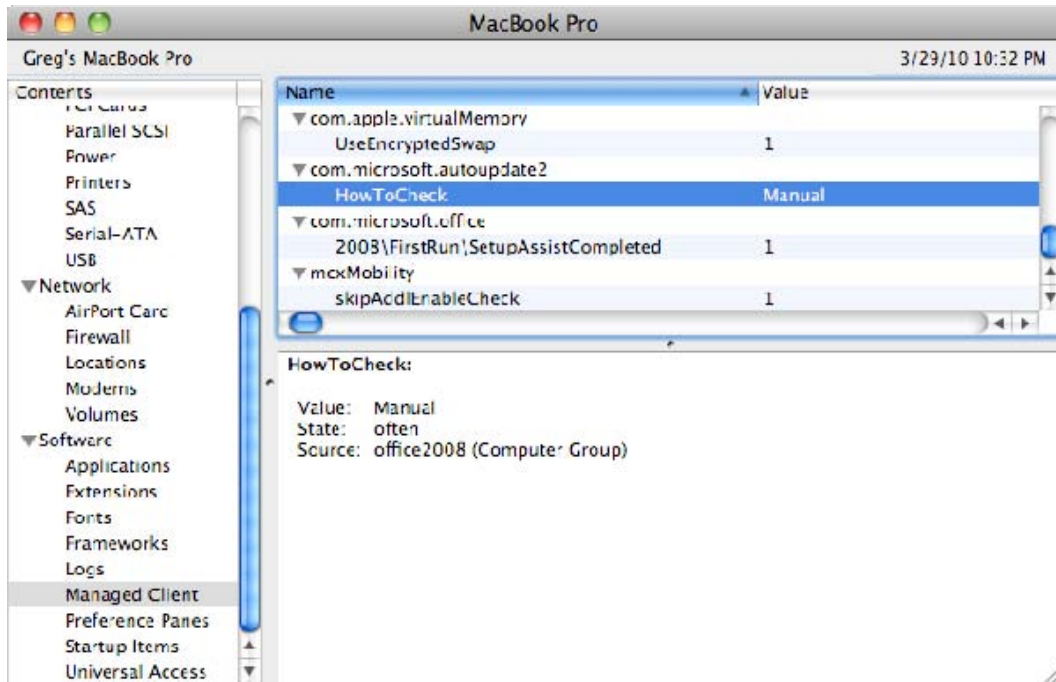 MacBook Pro
Greg's MacBook Pro
3/29/10 10:32 PM
Contents
PCI Cards
Parallel SCSI
Power
Printers
SAS
Serial-ATA
USB
Network
AirPort Card
Firewall
Locations
Modems
Volumes
Software
Applications
Extensions
Fonts
Frameworks
Logs
Managed Client
Preference Panes
Startup Items
Universal Access
Name Value
com.apple.virtualMemory
UseEncryptedSwap 1
com.microsoft.autoupdate2
HowToCheck Manual
com.microsoft.office
2008\FirstRun\SetupAssistCompleted 1
mcxMobility
skipAddlEnableCheck 1
HowToCheck:
Value: Manual
State: often
Source: office2008 (Computer Group)